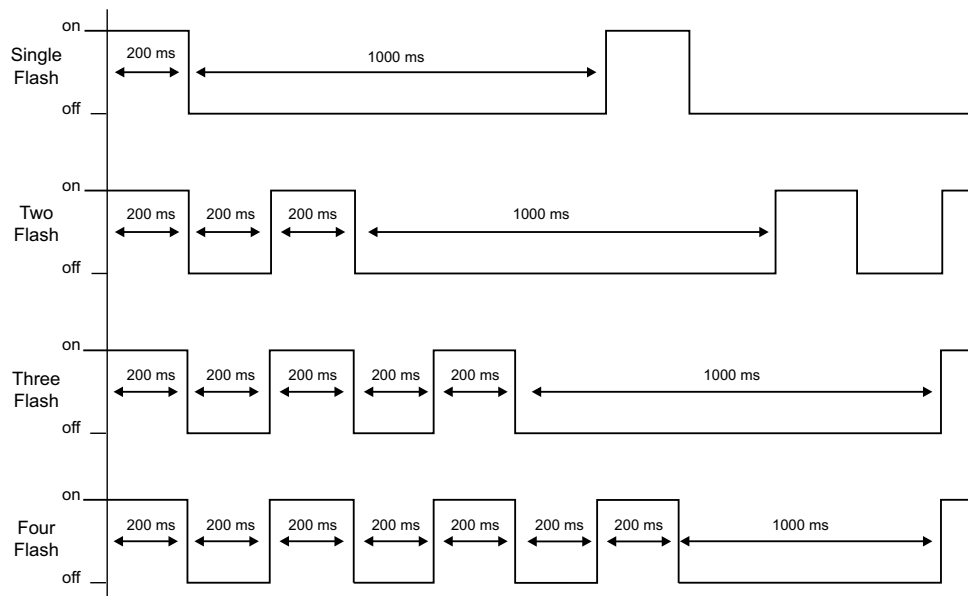 on
Single
Flash
200 ms
1000 ms
off
on
Two
Flash
200 ms 200 ms 200 ms 1000 ms
off
on
Three
Flash
200 ms 200 ms 200 ms 200 ms 200 ms 1000 ms
off
on
Four
Flash
200 ms 200 ms 200 ms 200 ms 200 ms 200 ms 200 ms 1000 ms
off